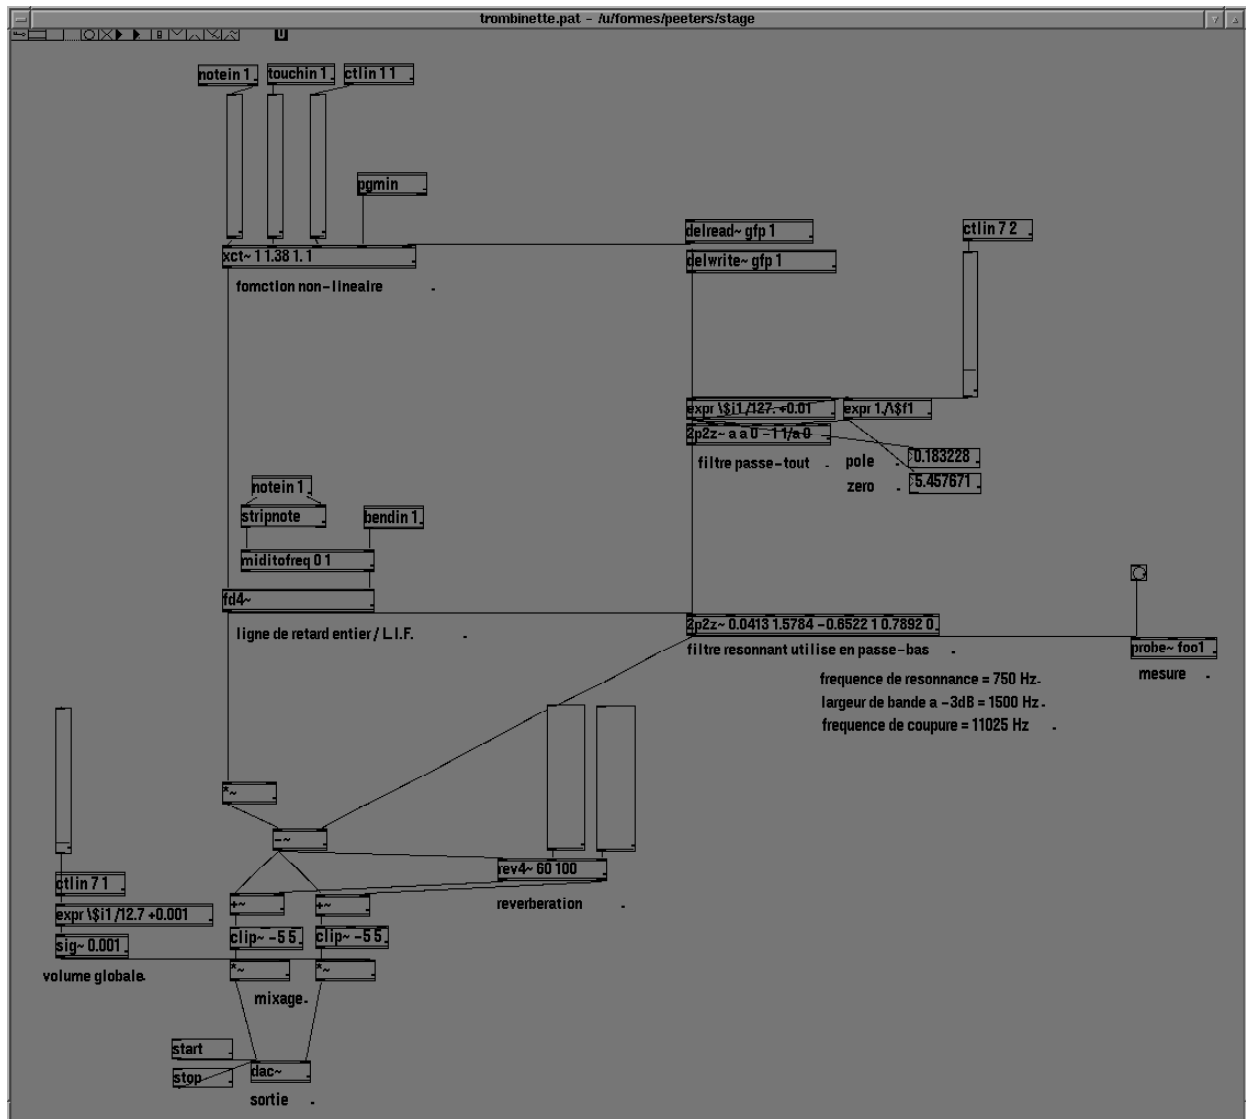 trombinette.pat - /u/formes/peeters/stage
U
notein 1
touchin 1
ctlin 1 1
pgmin
delread~ gfp 1
ctlin 7 2
xct~ 1 1.38 1. 1
delwrite~ gfp 1
fomction non-lineaire
expr \$i1 /127. +0.01
expr 1./\$f1
2p2z~ a a 0 -1 1/a 0
filtre passe-tout
pole
0.183228
zero
5.457671
notein 1
stripnote
bendin 1
miditofreq 0 1
fd4~
ligne de retard entier / L.I.F.
2p2z~ 0.0413 1.5784 -0.6522 1 0.7892 0.
filtre resonnant utilise en passe-bas
probe~ foo1
mesure
frequence de resonnance = 750 Hz
largeur de bande a -3dB = 1500 Hz
frequence de coupure = 11025 Hz
*~
-~
rev4~ 60 100
reverberation
ctlin 7 1
expr \$i1 /12.7 +0.001
sig~ 0.001
volume globale
+~
+~
clip~ -5 5
clip~ -5 5
*~
*~
mixage
start
stop
dac~
sortie